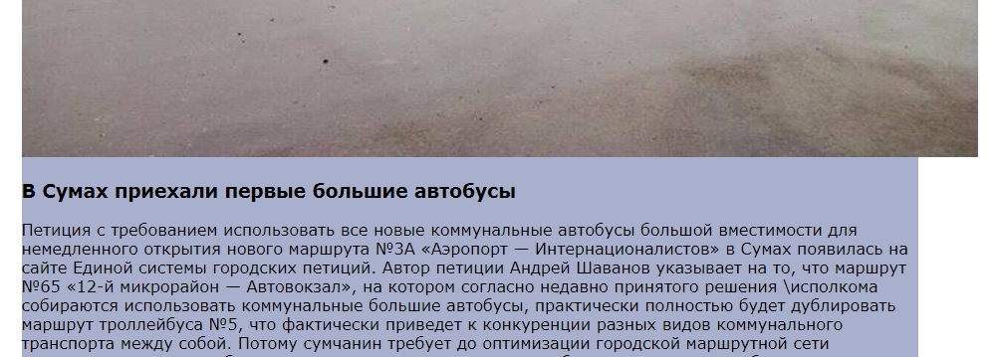 В Сумах приехали первые большие автобусы
Петиция с требованием использовать все новые коммунальные автобусы большой вместимости для
немедленного открытия нового маршрута №3А «Аэропорт — Интернационалистов» в Сумах появилась на
сайте Единой системы городских петиций. Автор петиции Андрей Шаванов указывает на то, что маршрут
№65 «12-й микрорайон — Автовокзал», на котором согласно недавно принятого решения \исполкома
собираются использовать коммунальные большие автобусы, практически полностью будет дублировать
маршрут троллейбуса №5, что фактически приведет к конкуренции разных видов коммунального
транспорта между собой. Потому сумчанин требует до оптимизации городской маршрутной сети